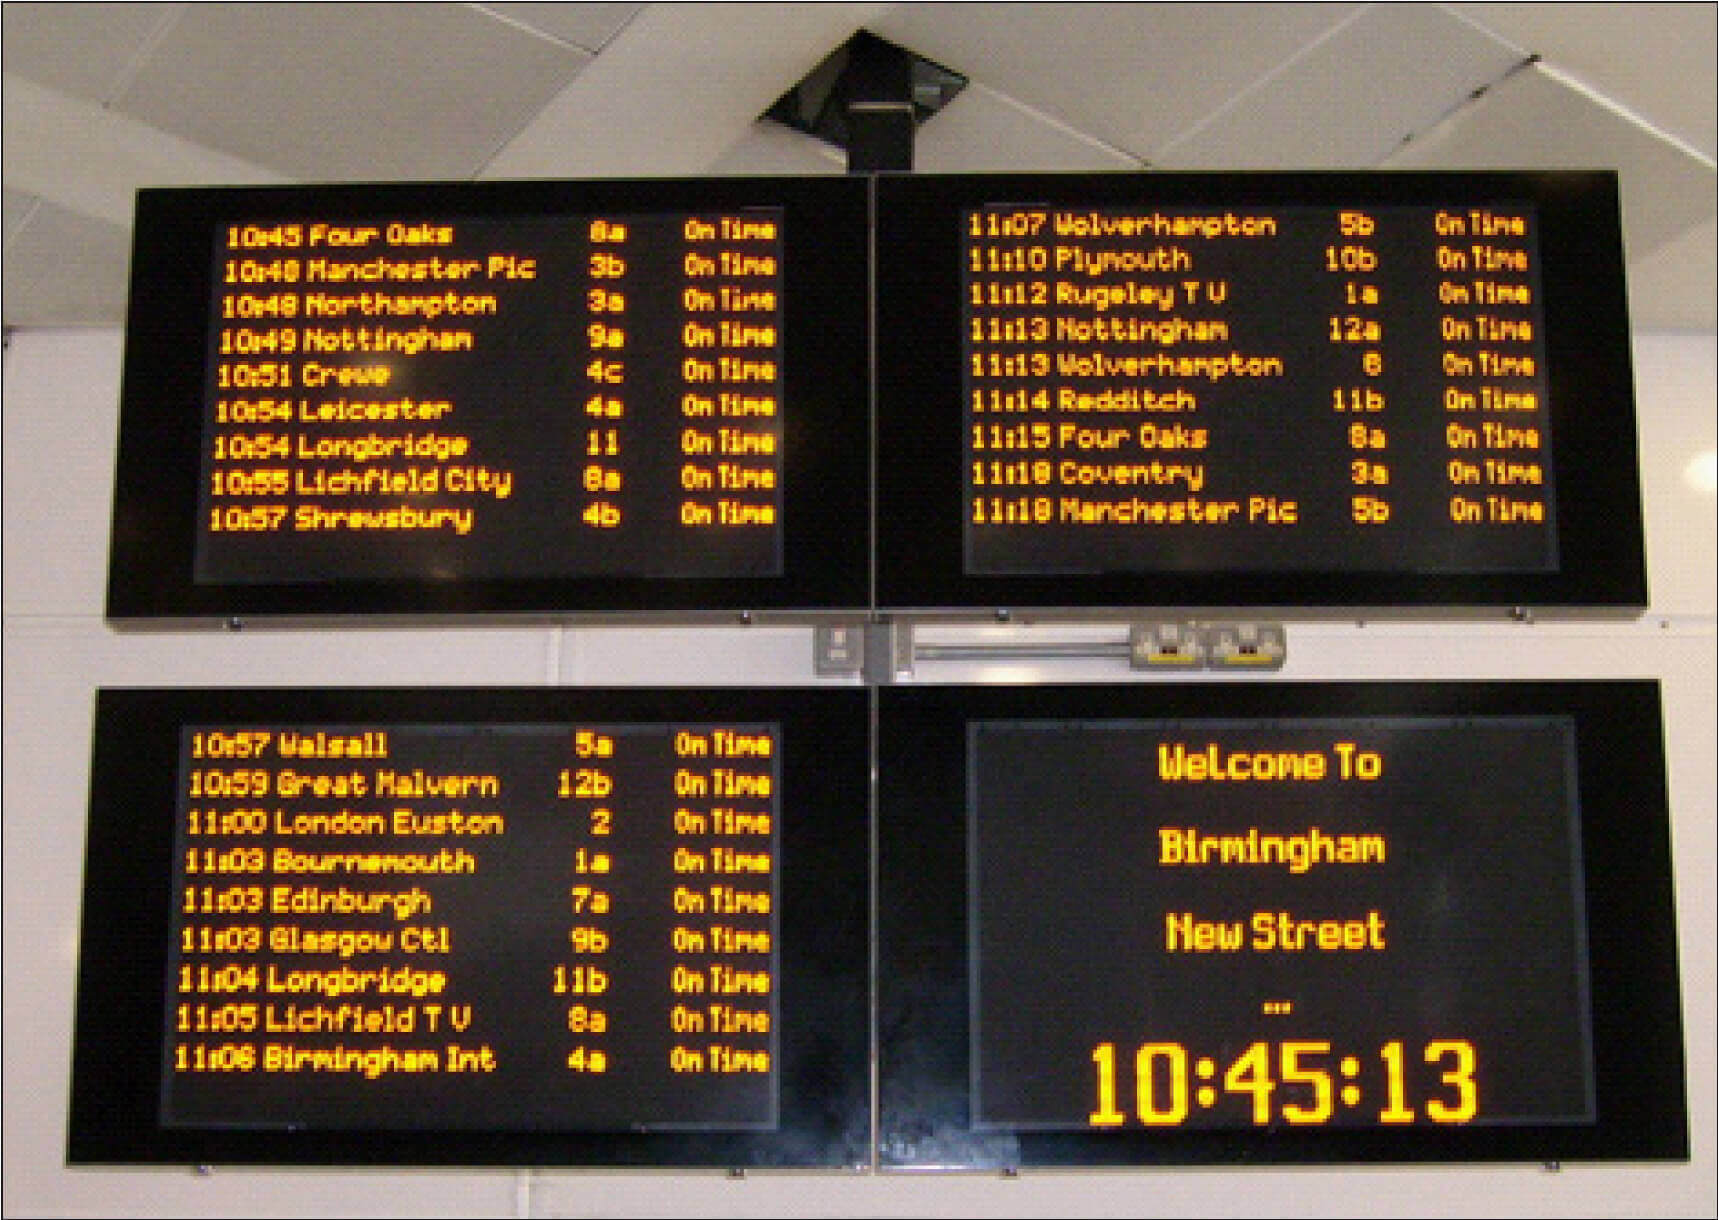 10:45 Four Oaks 8a On Time
10:48 Manchester Pic 3b On Time
10:48 Northampton 3a On Time
10:49 Nottingham 9a On Time
10:51 Crewe 4c On Time
10:54 Leicester 4a On Time
10:54 Longbridge 11 On Time
10:55 Lichfield City 8a On Time
10:57 Shrewsbury 4b On Time
11:07 Wolverhampton 5b On Time
11:10 Plymouth 10b On Time
11:12 Rugeley T V 1a On Time
11:13 Nottingham 12a On Time
11:13 Wolverhampton 6 On Time
11:14 Redditch 11b On Time
11:15 Four Oaks 8a On Time
11:18 Coventry 3a On Time
11:18 Manchester Pic 5b On Time
10:57 Walsall 5a On Time
10:59 Great Malvern 12b On Time
11:00 London Euston 2 On Time
11:03 Bournemouth 1a On Time
11:03 Edinburgh 7a On Time
11:03 Glasgow Ctl 9b On Time
11:04 Longbridge 11b On Time
11:05 Lichfield T V 8a On Time
11:06 Birmingham Int 4a On Time
Welcome To
Birmingham
New Street
...
10:45:13